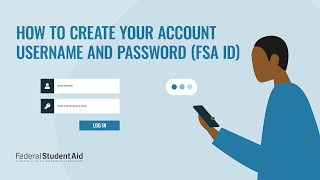 HOW TO CREATE YOUR ACCOUNT
USERNAME AND PASSWORD (FSA ID)
LOG IN
Federal Student Aid